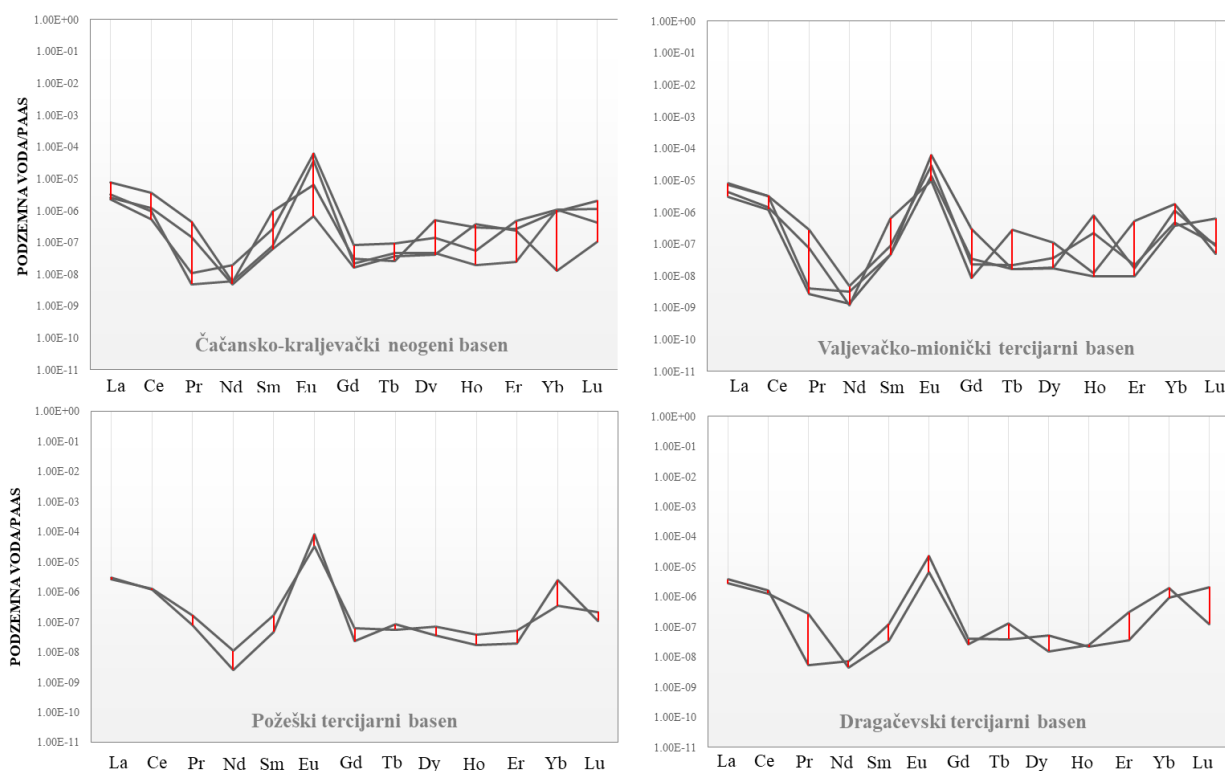 PODZEMNA VODA/PAAS
1.00E+00
1.00E-01
1.00E-02
1.00E-03
1.00E-04
1.00E-05
1.00E-06
1.00E-07
1.00E-08
1.00E-09
1.00E-10
1.00E-11
Čačansko-kraljevački neogeni basen
La Ce Pr Nd Sm Eu Gd Tb Dy Ho Er Yb Lu
1.00E+00
1.00E-01
1.00E-02
1.00E-03
1.00E-04
1.00E-05
1.00E-06
1.00E-07
1.00E-08
1.00E-09
1.00E-10
1.00E-11
Valjevačko-mionički tercijarni basen
La Ce Pr Nd Sm Eu Gd Tb Dy Ho Er Yb Lu
PODZEMNA VODA/PAAS
1.00E+00
1.00E-01
1.00E-02
1.00E-03
1.00E-04
1.00E-05
1.00E-06
1.00E-07
1.00E-08
1.00E-09
1.00E-10
1.00E-11
Požeški tercijarni basen
La Ce Pr Nd Sm Eu Gd Tb Dy Ho Er Yb Lu
1.00E+00
1.00E-01
1.00E-02
1.00E-03
1.00E-04
1.00E-05
1.00E-06
1.00E-07
1.00E-08
1.00E-09
1.00E-10
1.00E-11
Dragačevski tercijarni basen
La Ce Pr Nd Sm Eu Gd Tb Dy Ho Er Yb Lu